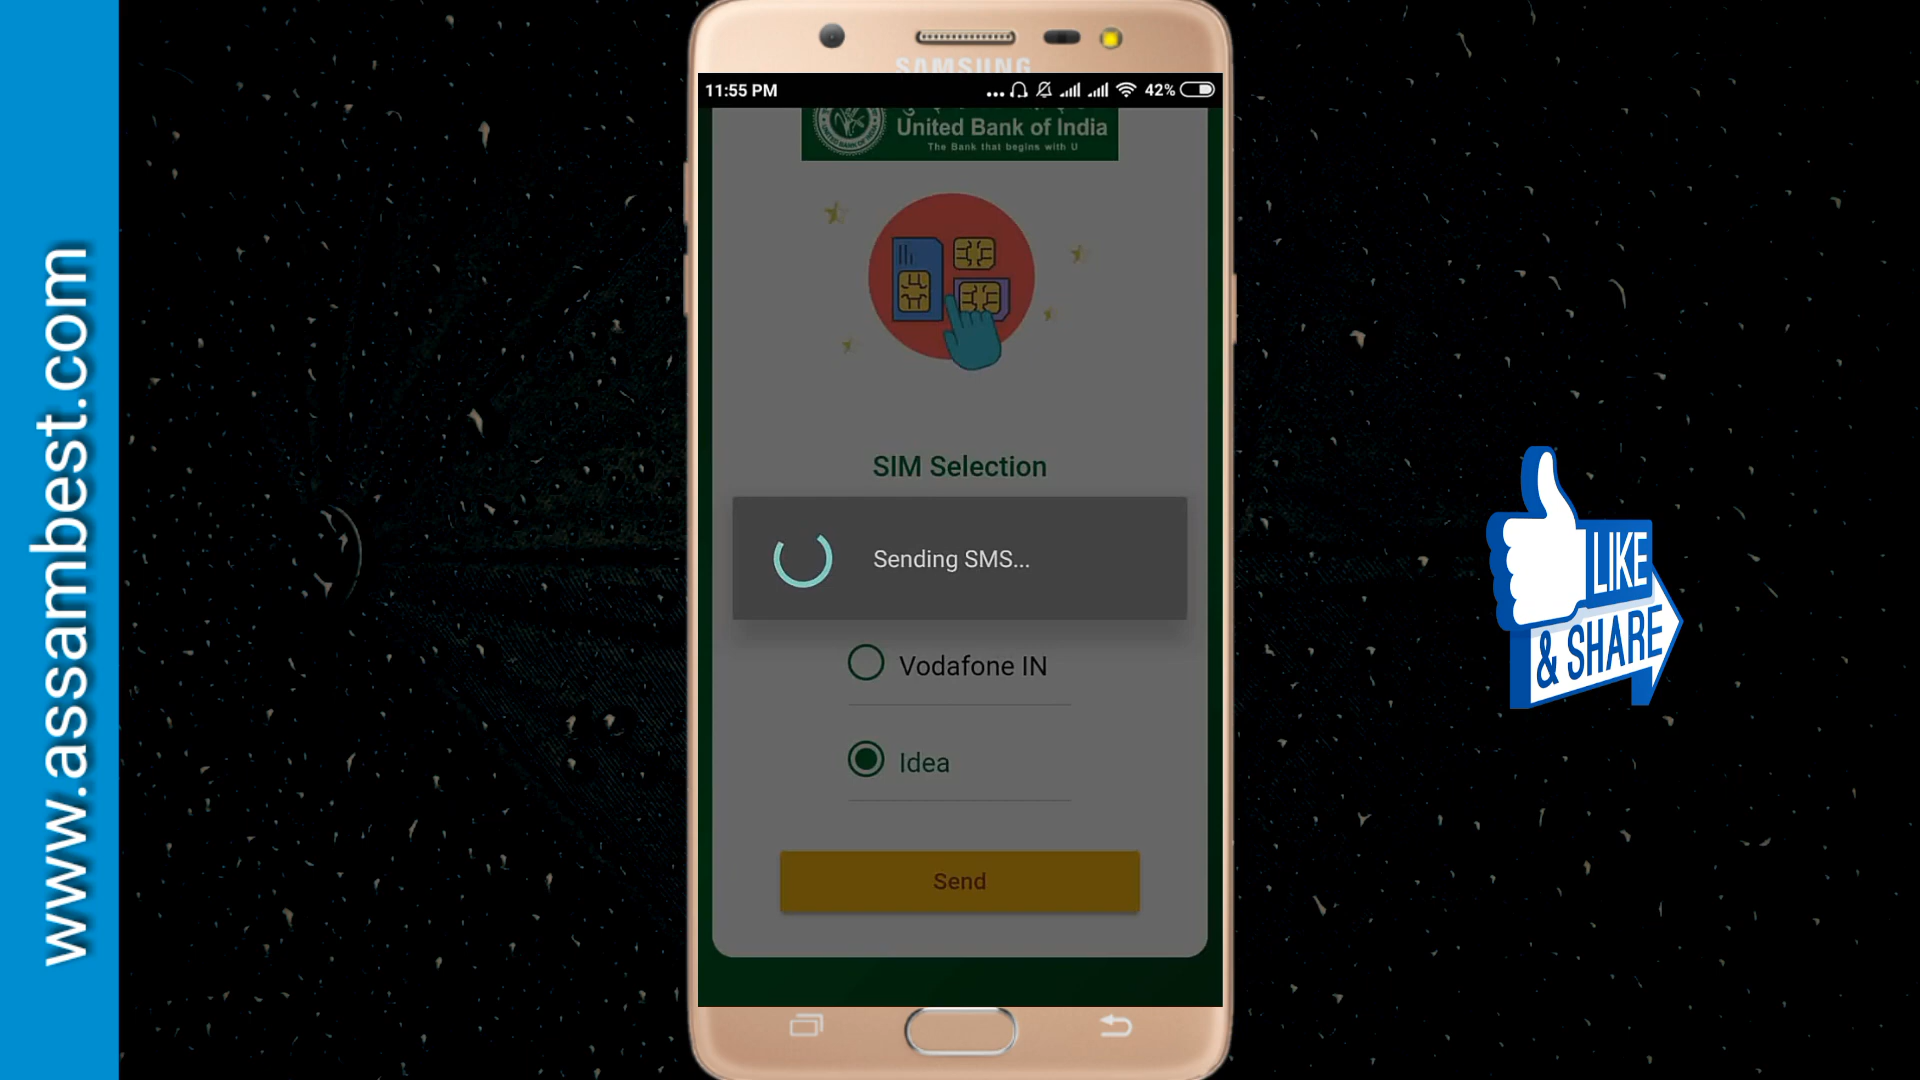 www.assambest.com
SAMSUNG
11:55 PM
42%
United Bank of India
The Bank that begins with U
SIM Selection
Sending SMS...
Vodafone IN
Idea
Send
LIKE
& SHARE